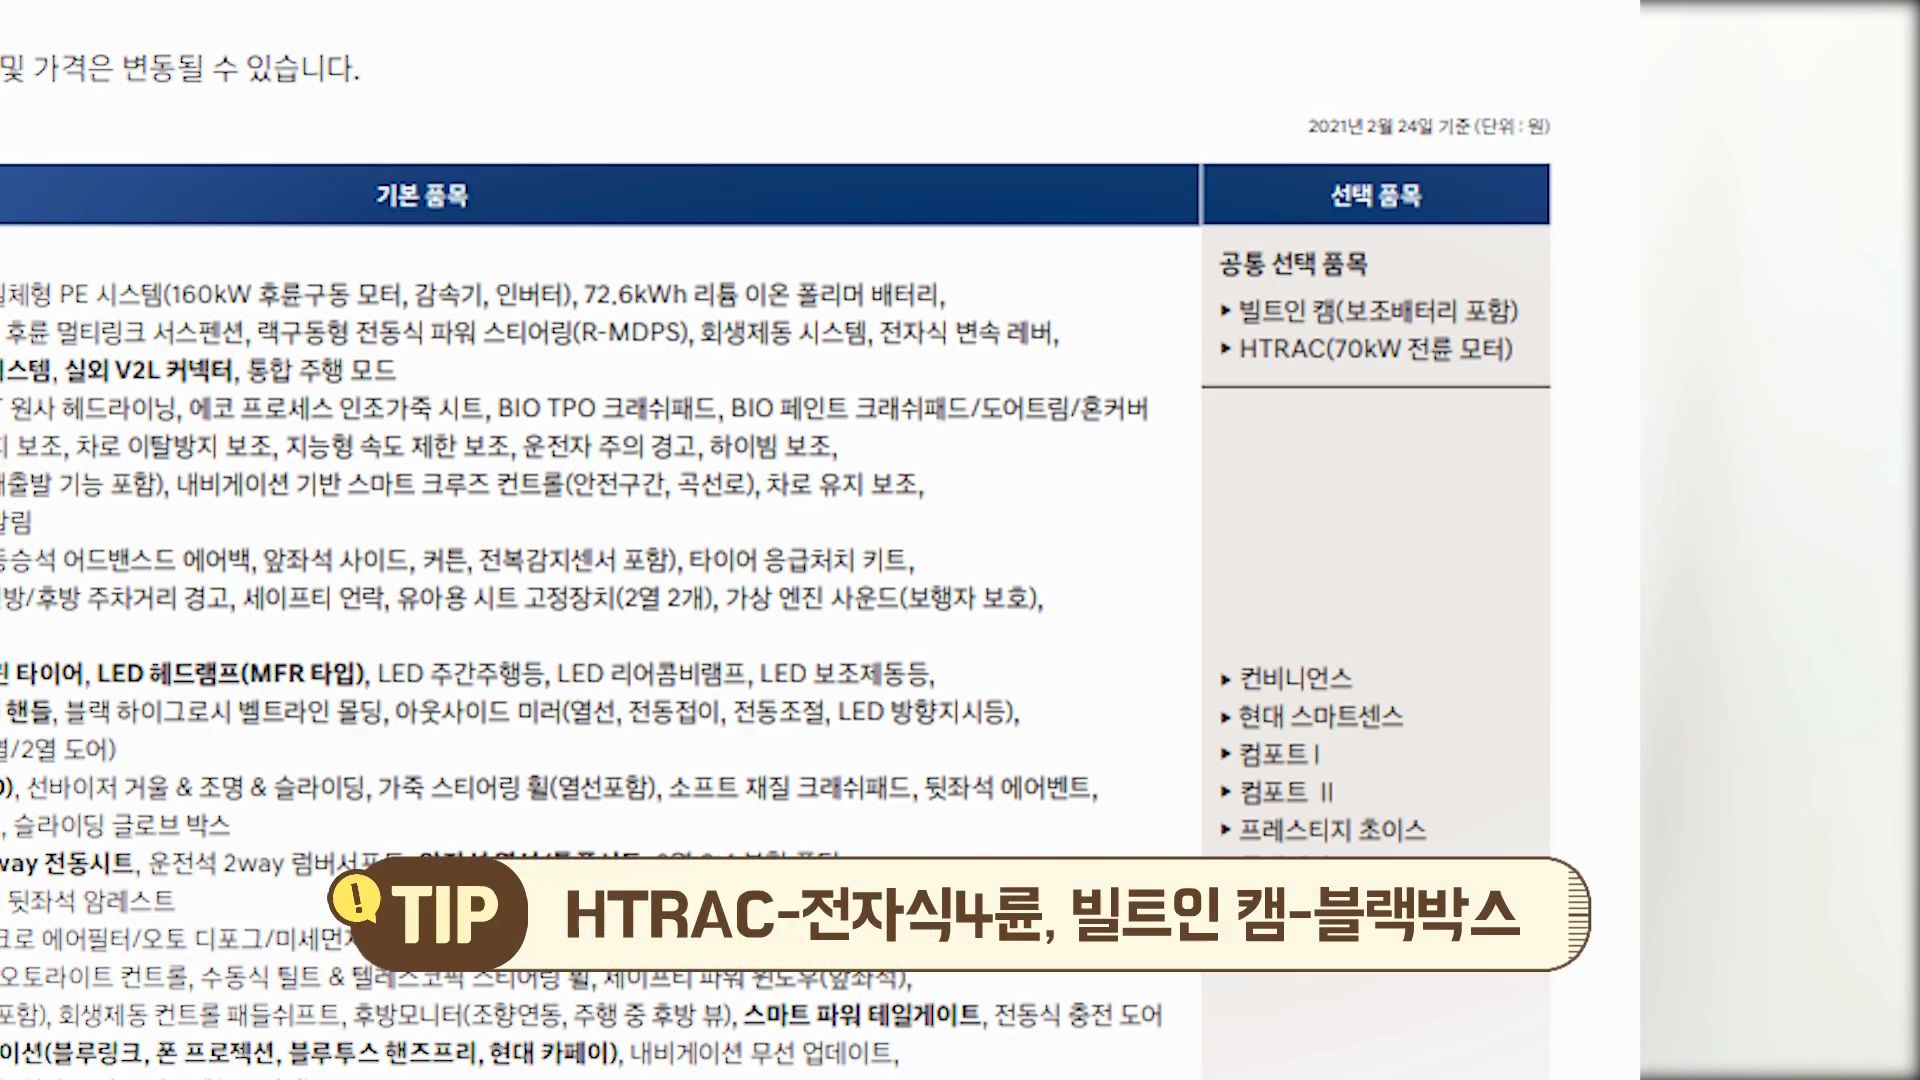 및 가격은 변동될 수 있습니다.
2021년 2월 24일 기준 (단위 : 원)
기본 품목
선택 품목
공통 선택 품목
▸ 빌트인 캠(보조배터리 포함)
▸ HTRAC(70kW 전륜 모터)
▸ 컨비니언스
▸ 현대 스마트센스
▸ 컴포트 I
▸ 컴포트 II
▸ 프레스티지 초이스
일체형 PE 시스템(160kW 후륜구동 모터, 감속기, 인버터), 72.6kWh 리튬 이온 폴리머 배터리,
후륜 멀티링크 서스펜션, 랙구동형 전동식 파워 스티어링(R-MDPS), 회생제동 시스템, 전자식 변속 레버,
시스템, 실외 V2L 커넥터, 통합 주행 모드
원사 헤드라이닝, 에코 프로세스 인조가죽 시트, BIO TPO 크래쉬패드, BIO 페인트 크래쉬패드/도어트림/혼커버
보조, 차로 이탈방지 보조, 지능형 속도 제한 보조, 운전자 주의 경고, 하이빔 보조,
재출발 기능 포함), 내비게이션 기반 스마트 크루즈 컨트롤(안전구간, 곡선로), 차로 유지 보조,
알림
동승석 어드밴스드 에어백, 앞좌석 사이드, 커튼, 전복감지센서 포함), 타이어 응급처치 키트,
전방/후방 주차거리 경고, 세이프티 언락, 유아용 시트 고정장치(2열 2개), 가상 엔진 사운드(보행자 보호),
타이어, LED 헤드램프(MFR 타입), LED 주간주행등, LED 리어콤비램프, LED 보조제동등,
핸들, 블랙 하이그로시 벨트라인 몰딩, 아웃사이드 미러(열선, 전동접이, 전동조절, LED 방향지시등),
열/2열 도어)
), 선바이저 거울 & 조명 & 슬라이딩, 가죽 스티어링 휠(열선포함), 소프트 재질 크래쉬패드, 뒷좌석 에어벤트,
, 슬라이딩 글로브 박스
way 전동시트, 운전석 2way 럼버서포트,
뒷좌석 암레스트
에어필터/오토 디포그/미세먼지
오토라이트 컨트롤, 수동식 틸트 & 텔레스코픽 스티어링 휠, 세이프티 파워 윈도우(앞좌석),
포함), 회생제동 컨트롤 패들쉬프트, 후방모니터(조향연동, 주행 중 후방 뷰), 스마트 파워 테일게이트, 전동식 충전 도어
이션(블루링크, 폰 프로젝션, 블루투스 핸즈프리, 현대 카페이), 내비게이션 무선 업데이트,
! TIP HTRAC-전자식4륜, 빌트인 캠-블랙박스